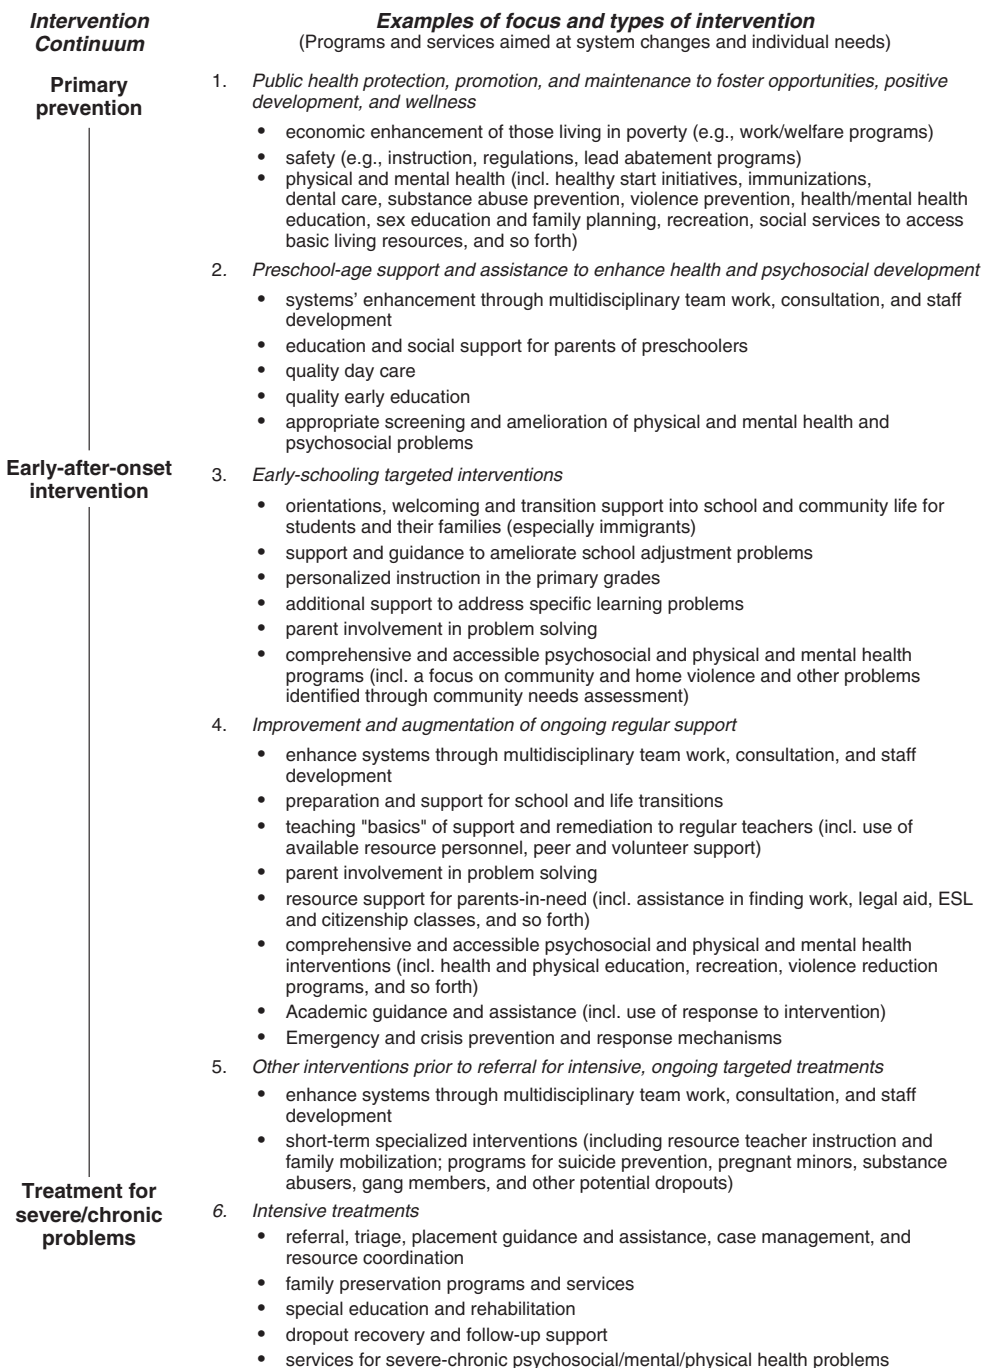 Intervention
Continuum
Examples of focus and types of intervention
(Programs and services aimed at system changes and individual needs)
Primary
prevention
1. Public health protection, promotion, and maintenance to foster opportunities, positive
development, and wellness
• economic enhancement of those living in poverty (e.g., work/welfare programs)
• safety (e.g., instruction, regulations, lead abatement programs)
• physical and mental health (incl. healthy start initiatives, immunizations,
dental care, substance abuse prevention, violence prevention, health/mental health
education, sex education and family planning, recreation, social services to access
basic living resources, and so forth)
2. Preschool-age support and assistance to enhance health and psychosocial development
• systems' enhancement through multidisciplinary team work, consultation, and staff
development
• education and social support for parents of preschoolers
• quality day care
• quality early education
• appropriate screening and amelioration of physical and mental health and
psychosocial problems
Early-after-onset
intervention
3. Early-schooling targeted interventions
• orientations, welcoming and transition support into school and community life for
students and their families (especially immigrants)
• support and guidance to ameliorate school adjustment problems
• personalized instruction in the primary grades
• additional support to address specific learning problems
• parent involvement in problem solving
• comprehensive and accessible psychosocial and physical and mental health
programs (incl. a focus on community and home violence and other problems
identified through community needs assessment)
4. Improvement and augmentation of ongoing regular support
• enhance systems through multidisciplinary team work, consultation, and staff
development
• preparation and support for school and life transitions
• teaching "basics" of support and remediation to regular teachers (incl. use of
available resource personnel, peer and volunteer support)
• parent involvement in problem solving
• resource support for parents-in-need (incl. assistance in finding work, legal aid, ESL
and citizenship classes, and so forth)
• comprehensive and accessible psychosocial and physical and mental health
interventions (incl. health and physical education, recreation, violence reduction
programs, and so forth)
• Academic guidance and assistance (incl. use of response to intervention)
• Emergency and crisis prevention and response mechanisms
5. Other interventions prior to referral for intensive, ongoing targeted treatments
• enhance systems through multidisciplinary team work, consultation, and staff
development
• short-term specialized interventions (including resource teacher instruction and
family mobilization; programs for suicide prevention, pregnant minors, substance
abusers, gang members, and other potential dropouts)
Treatment for
severe/chronic
problems
6. Intensive treatments
• referral, triage, placement guidance and assistance, case management, and
resource coordination
• family preservation programs and services
• special education and rehabilitation
• dropout recovery and follow-up support
• services for severe-chronic psychosocial/mental/physical health problems